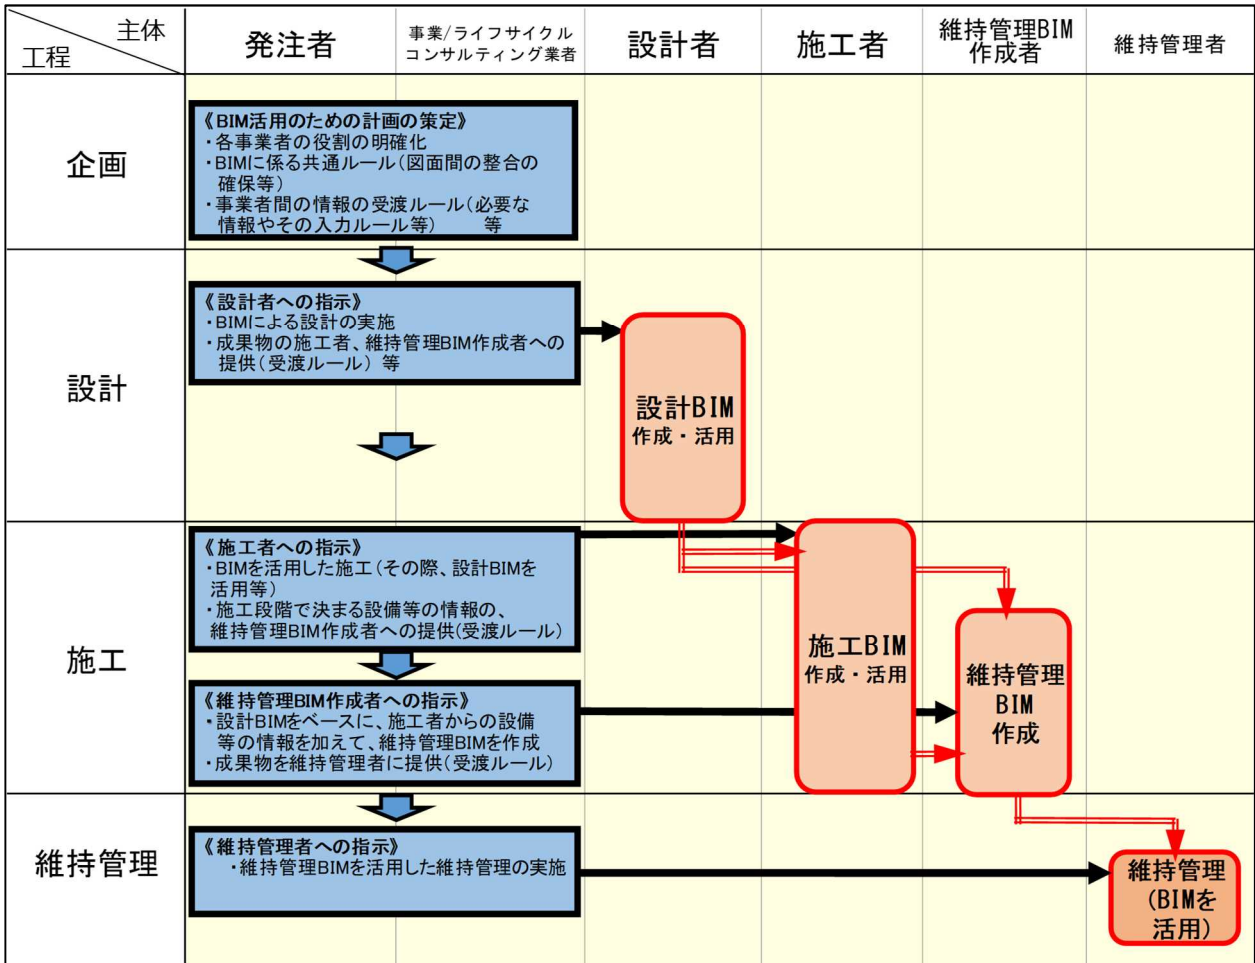 主体
工程
発注者
事業/ライフサイクル
コンサルティング業者
設計者
施工者
維持管理BIM
作成者
維持管理者
企画
《BIM活用のための計画の策定》
・各事業者の役割の明確化
・BIMに係る共通ルール(図面間の整合の
確保等)
・事業者間の情報の受渡ルール(必要な
情報やその入力ルール等) 等
設計
《設計者への指示》
・BIMによる設計の実施
・成果物の施工者、維持管理BIM作成者への
提供(受渡ルール) 等
設計BIM
作成・活用
施工
《施工者への指示》
・BIMを活用した施工(その際、設計BIMを
活用等)
・施工段階で決まる設備等の情報の、
維持管理BIM作成者への提供(受渡ルール)
《維持管理BIM作成者への指示》
・設計BIMをベースに、施工者からの設備
等の情報を加えて、維持管理BIMを作成
・成果物を維持管理者に提供(受渡ルール)
施工BIM
作成・活用
維持管理
BIM
作成
維持管理
《維持管理者への指示》
・維持管理BIMを活用した維持管理の実施
維持管理
(BIMを
活用)